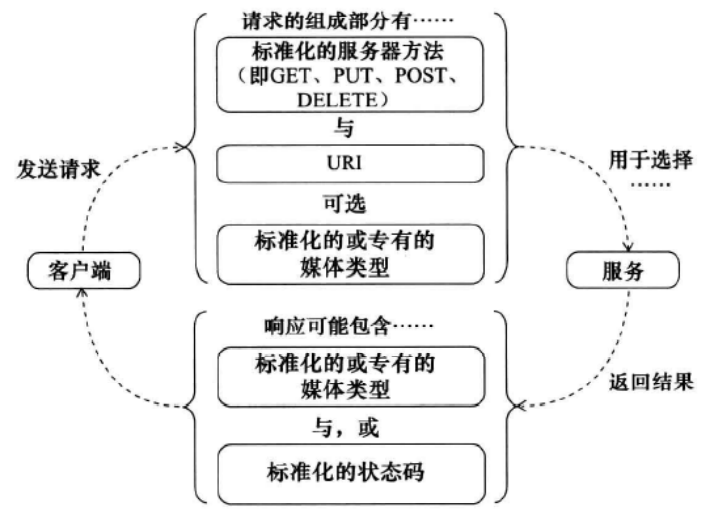 请求的组成部分有……
标准化的服务器方法
（即GET、PUT、POST、
DELETE）
与
发送请求
URI
用于选择
……
可选
标准化的或专有的
媒体类型
客户端
服务
响应可能包含……
标准化的或专有的
媒体类型
返回结果
与，或
标准化的状态码